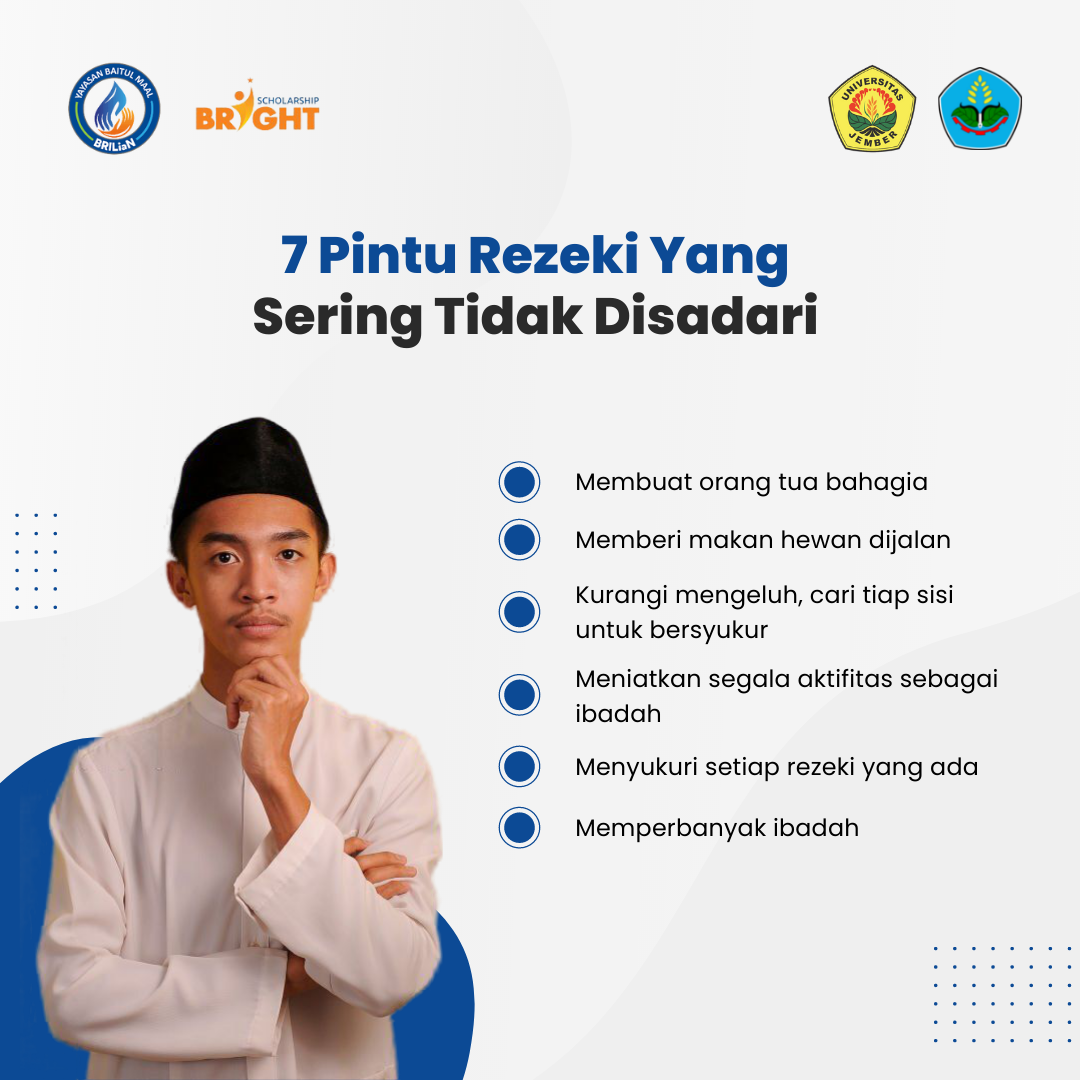 YAYASAN BAITUL MAAL
BRILiaN
SCHOLARSHIP
BRIGHT
UNIVERSITAS
JEMBER
7 Pintu Rezeki Yang
Sering Tidak Disadari
Membuat orang tua bahagia
Memberi makan hewan dijalan
Kurangi mengeluh, cari tiap sisi
untuk bersyukur
Meniatkan segala aktifitas sebagai
ibadah
Menyukuri setiap rezeki yang ada
Memperbanyak ibadah